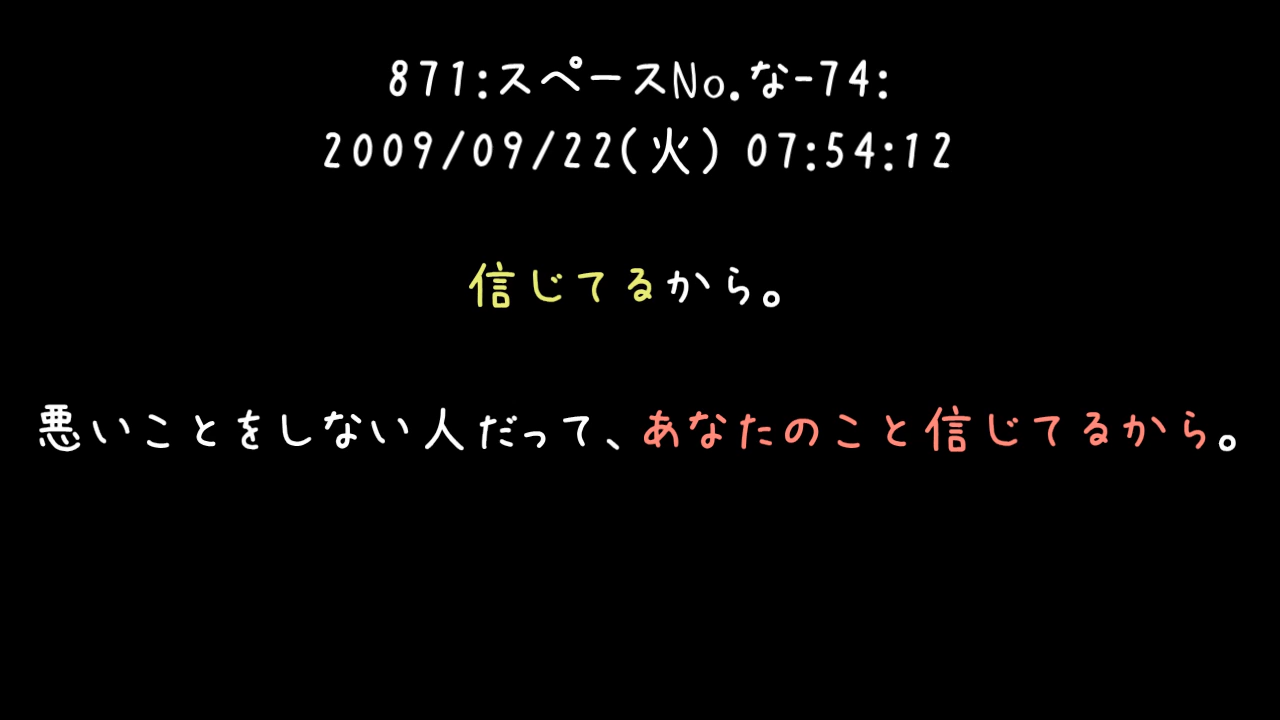 871:スペースNo.な-74:
2009/09/22(火) 07:54:12
信じてるから。
悪いことをしない人だって、あなたのこと信じてるから。